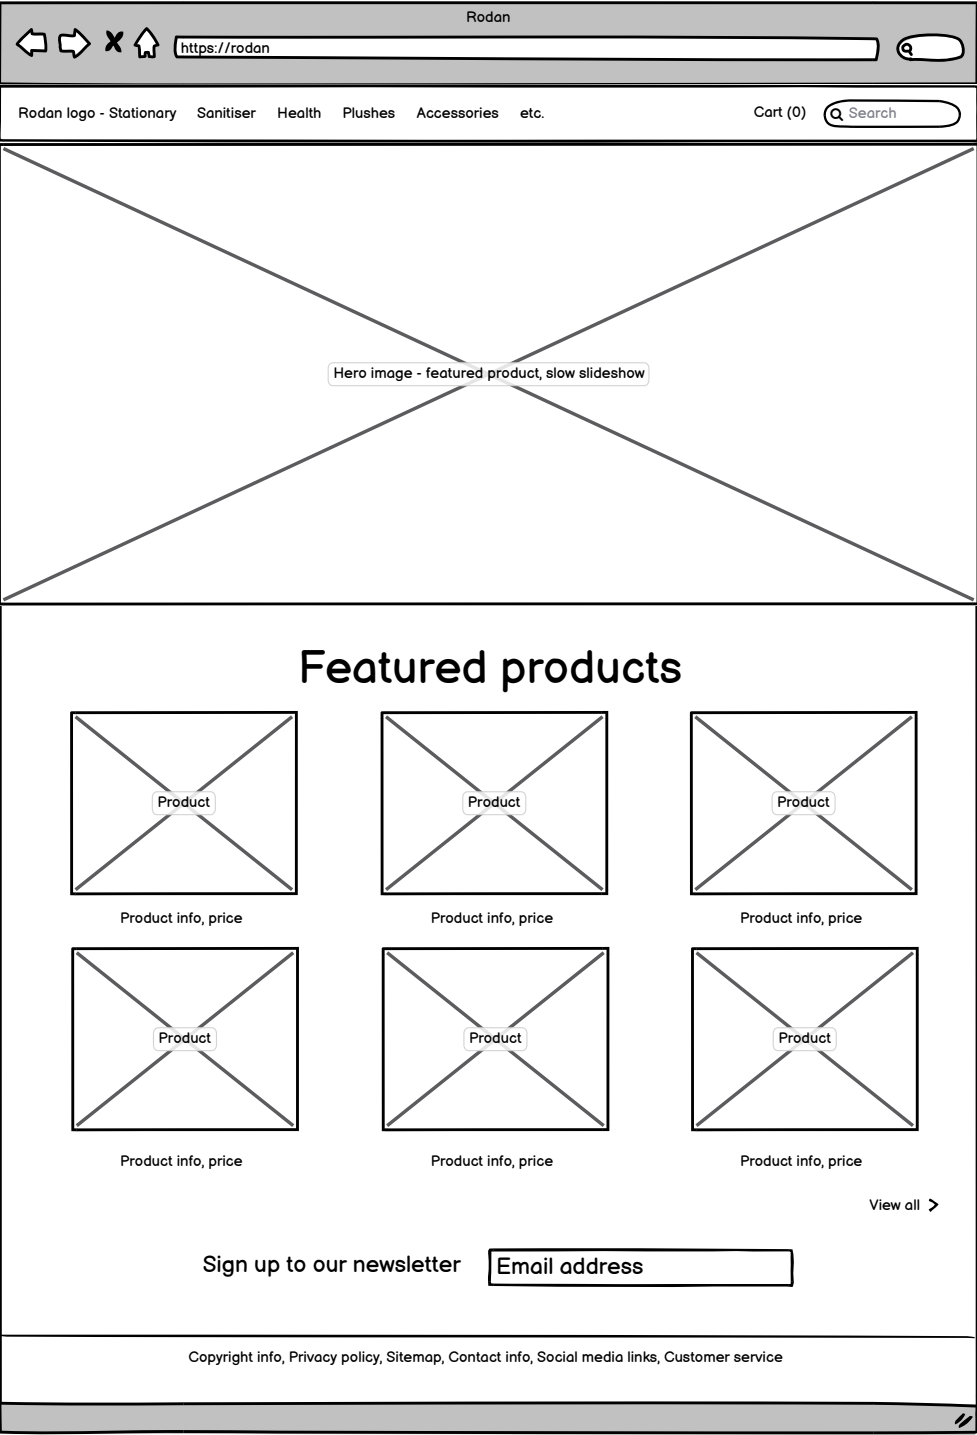 Rodan
https://rodan
Rodan logo - Stationary Sanitiser Health Plushes Accessories etc. Cart (0) Search
Hero image - featured product, slow slideshow
Featured products
Product Product Product
Product info, price Product info, price Product info, price
Product Product Product
Product info, price Product info, price Product info, price
View all
Sign up to our newsletter Email address
Copyright info, Privacy policy, Sitemap, Contact info, Social media links, Customer service